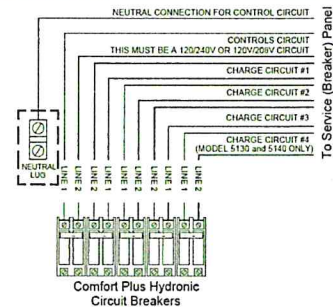 NEUTRAL CONNECTION FOR CONTROL CIRCUIT
CONTROLS CIRCUIT
THIS MUST BE A 120/240V OR 120V/208V CIRCUIT
CHARGE CIRCUIT #1
CHARGE CIRCUIT #2
CHARGE CIRCUIT #3
CHARGE CIRCUIT #4
(MODEL 5130 and 5140 ONLY)
To Service (Breaker) Panel
NEUTRAL
LUG
LINE 1
LINE 2
LINE 2
LINE 1
LINE 1
LINE 2
LINE 2
LINE 1
LINE 1
LINE 2
Comfort Plus Hydronic
Circuit Breakers